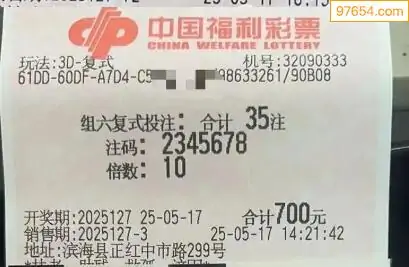 97654.com
中国福利彩票
CHINA WELFARE LOTTERY
玩法:3D-复式 机号:32090333
61DD-60DF-A7D4-C5 98633261/90B08
组六复式投注: 合计 35注
注码: 2345678
倍数: 10
开奖期:2025127 25-05-17 合计700元
销售期:2025127-3 25-05-17 14:21:42
地址:滨海县正红中市路299号